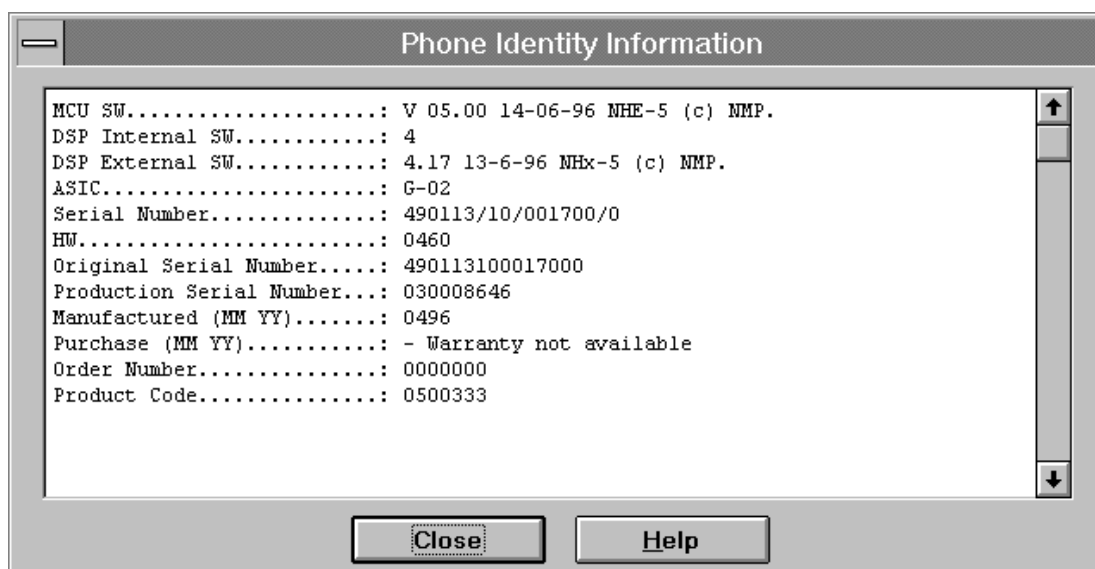 Phone Identity Information
MCU SW.....................: V 05.00 14-06-96 NHE-5 (c) NMP.
DSP Internal SW............: 4
DSP External SW............: 4.17 13-6-96 NHx-5 (c) NMP.
ASIC.......................: G-02
Serial Number..............: 490113/10/001700/0
HW.........................: 0460
Original Serial Number.....: 490113100017000
Production Serial Number...: 030008646
Manufactured (MM YY).......: 0496
Purchase (MM YY)...........: - Warranty not available
Order Number...............: 0000000
Product Code...............: 0500333
Close
Help